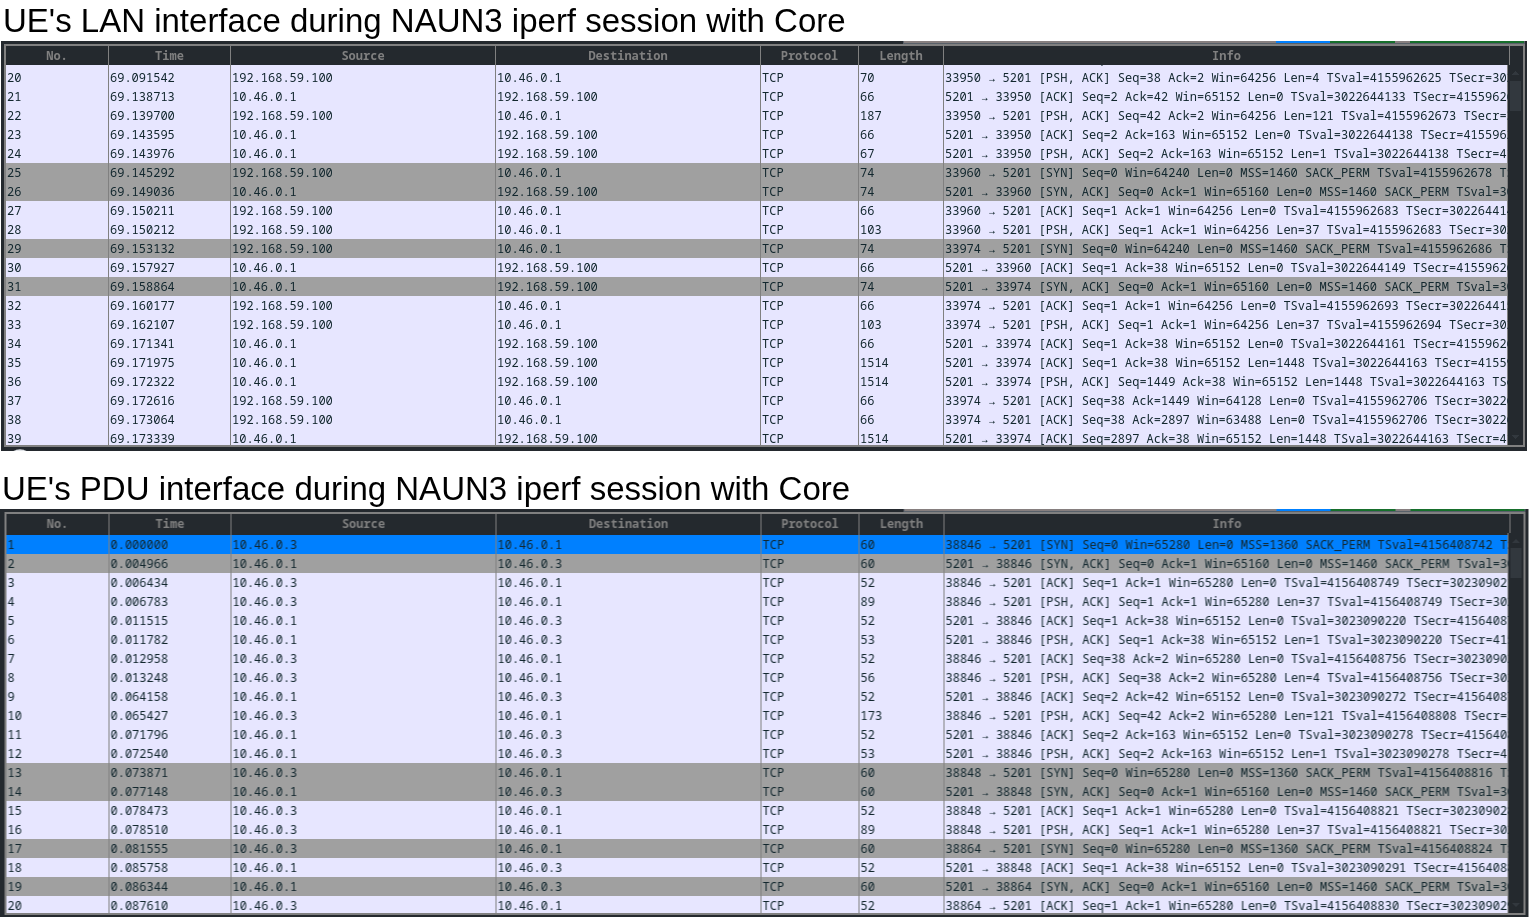 UE's LAN interface during NAUN3 iperf session with Core
No. Time Source Destination Protocol Length Info
20 69.091542 192.168.59.100 10.46.0.1 TCP 70 33950 → 5201 [PSH, ACK] Seq=38 Ack=2 Win=64256 Len=4 TSval=4155962625 TSecr=30
21 69.138713 10.46.0.1 192.168.59.100 TCP 66 5201 → 33950 [ACK] Seq=2 Ack=42 Win=65152 Len=0 TSval=3022644133 TSecr=4155962
22 69.139700 192.168.59.100 10.46.0.1 TCP 187 33950 → 5201 [PSH, ACK] Seq=42 Ack=2 Win=64256 Len=121 TSval=4155962673 TSecr=
23 69.143595 10.46.0.1 192.168.59.100 TCP 66 5201 → 33950 [ACK] Seq=2 Ack=163 Win=65152 Len=0 TSval=3022644138 TSecr=415596
24 69.143976 10.46.0.1 192.168.59.100 TCP 67 5201 → 33950 [PSH, ACK] Seq=2 Ack=163 Win=65152 Len=1 TSval=3022644138 TSecr=4
25 69.145292 192.168.59.100 10.46.0.1 TCP 74 33960 → 5201 [SYN] Seq=0 Win=64240 Len=0 MSS=1460 SACK_PERM TSval=4155962678 T
26 69.149036 10.46.0.1 192.168.59.100 TCP 74 5201 → 33960 [SYN, ACK] Seq=0 Ack=1 Win=65160 Len=0 MSS=1460 SACK_PERM TSval=3
27 69.150211 192.168.59.100 10.46.0.1 TCP 66 33960 → 5201 [ACK] Seq=1 Ack=1 Win=64256 Len=0 TSval=4155962683 TSecr=30226441
28 69.150212 192.168.59.100 10.46.0.1 TCP 103 33960 → 5201 [PSH, ACK] Seq=1 Ack=1 Win=64256 Len=37 TSval=4155962683 TSecr=30
29 69.153132 192.168.59.100 10.46.0.1 TCP 74 33974 → 5201 [SYN] Seq=0 Win=64240 Len=0 MSS=1460 SACK_PERM TSval=4155962686 T
30 69.157927 10.46.0.1 192.168.59.100 TCP 66 5201 → 33960 [ACK] Seq=1 Ack=38 Win=65152 Len=0 TSval=3022644149 TSecr=4155962
31 69.158864 10.46.0.1 192.168.59.100 TCP 74 5201 → 33974 [SYN, ACK] Seq=0 Ack=1 Win=65160 Len=0 MSS=1460 SACK_PERM TSval=3
32 69.160177 192.168.59.100 10.46.0.1 TCP 66 33974 → 5201 [ACK] Seq=1 Ack=1 Win=64256 Len=0 TSval=4155962693 TSecr=30226441
33 69.162107 192.168.59.100 10.46.0.1 TCP 103 33974 → 5201 [PSH, ACK] Seq=1 Ack=1 Win=64256 Len=37 TSval=4155962694 TSecr=30
34 69.171341 10.46.0.1 192.168.59.100 TCP 66 5201 → 33974 [ACK] Seq=1 Ack=38 Win=65152 Len=0 TSval=3022644161 TSecr=4155962
35 69.171975 10.46.0.1 192.168.59.100 TCP 1514 5201 → 33974 [ACK] Seq=1 Ack=38 Win=65152 Len=1448 TSval=3022644163 TSecr=4155
36 69.172322 10.46.0.1 192.168.59.100 TCP 1514 5201 → 33974 [PSH, ACK] Seq=1449 Ack=38 Win=65152 Len=1448 TSval=3022644163 TS
37 69.172616 192.168.59.100 10.46.0.1 TCP 66 33974 → 5201 [ACK] Seq=38 Ack=1449 Win=64128 Len=0 TSval=4155962706 TSecr=3022
38 69.173064 192.168.59.100 10.46.0.1 TCP 66 33974 → 5201 [ACK] Seq=38 Ack=2897 Win=63488 Len=0 TSval=4155962706 TSecr=3022
39 69.173339 10.46.0.1 192.168.59.100 TCP 1514 5201 → 33974 [ACK] Seq=2897 Ack=38 Win=65152 Len=1448 TSval=3022644163 TSecr=4
UE's PDU interface during NAUN3 iperf session with Core
No. Time Source Destination Protocol Length Info
1 0.000000 10.46.0.3 10.46.0.1 TCP 60 38846 → 5201 [SYN] Seq=0 Win=65280 Len=0 MSS=1360 SACK_PERM TSval=4156408742 T
2 0.004966 10.46.0.1 10.46.0.3 TCP 60 5201 → 38846 [SYN, ACK] Seq=0 Ack=1 Win=65160 Len=0 MSS=1460 SACK_PERM TSval=3
3 0.006434 10.46.0.3 10.46.0.1 TCP 52 38846 → 5201 [ACK] Seq=1 Ack=1 Win=65280 Len=0 TSval=4156408749 TSecr=30230902
4 0.006783 10.46.0.3 10.46.0.1 TCP 89 38846 → 5201 [PSH, ACK] Seq=1 Ack=1 Win=65280 Len=37 TSval=4156408749 TSecr=30
5 0.011515 10.46.0.1 10.46.0.3 TCP 52 5201 → 38846 [ACK] Seq=1 Ack=38 Win=65152 Len=0 TSval=3023090220 TSecr=4156408
6 0.011782 10.46.0.1 10.46.0.3 TCP 53 5201 → 38846 [PSH, ACK] Seq=1 Ack=38 Win=65152 Len=1 TSval=3023090220 TSecr=41
7 0.012958 10.46.0.3 10.46.0.1 TCP 52 38846 → 5201 [ACK] Seq=38 Ack=2 Win=65280 Len=0 TSval=4156408756 TSecr=3023090
8 0.013248 10.46.0.3 10.46.0.1 TCP 56 38846 → 5201 [PSH, ACK] Seq=38 Ack=2 Win=65280 Len=4 TSval=4156408756 TSecr=30
9 0.064158 10.46.0.1 10.46.0.3 TCP 52 5201 → 38846 [ACK] Seq=2 Ack=42 Win=65152 Len=0 TSval=3023090272 TSecr=4156408
10 0.065427 10.46.0.3 10.46.0.1 TCP 173 38846 → 5201 [PSH, ACK] Seq=42 Ack=2 Win=65280 Len=121 TSval=4156408808 TSecr=
11 0.071796 10.46.0.1 10.46.0.3 TCP 52 5201 → 38846 [ACK] Seq=2 Ack=163 Win=65152 Len=0 TSval=3023090278 TSecr=415640
12 0.072540 10.46.0.1 10.46.0.3 TCP 53 5201 → 38846 [PSH, ACK] Seq=2 Ack=163 Win=65152 Len=1 TSval=3023090278 TSecr=4
13 0.073871 10.46.0.3 10.46.0.1 TCP 60 38848 → 5201 [SYN] Seq=0 Win=65280 Len=0 MSS=1360 SACK_PERM TSval=4156408816 T
14 0.077148 10.46.0.1 10.46.0.3 TCP 60 5201 → 38848 [SYN, ACK] Seq=0 Ack=1 Win=65160 Len=0 MSS=1460 SACK_PERM TSval=3
15 0.078473 10.46.0.3 10.46.0.1 TCP 52 38848 → 5201 [ACK] Seq=1 Ack=1 Win=65280 Len=0 TSval=4156408821 TSecr=30230902
16 0.078510 10.46.0.3 10.46.0.1 TCP 89 38848 → 5201 [PSH, ACK] Seq=1 Ack=1 Win=65280 Len=37 TSval=4156408821 TSecr=30
17 0.081555 10.46.0.3 10.46.0.1 TCP 60 38864 → 5201 [SYN] Seq=0 Win=65280 Len=0 MSS=1360 SACK_PERM TSval=4156408824 T
18 0.085758 10.46.0.1 10.46.0.3 TCP 52 5201 → 38848 [ACK] Seq=1 Ack=38 Win=65152 Len=0 TSval=3023090291 TSecr=4156408
19 0.086344 10.46.0.1 10.46.0.3 TCP 60 5201 → 38864 [SYN, ACK] Seq=0 Ack=1 Win=65160 Len=0 MSS=1460 SACK_PERM TSval=3
20 0.087610 10.46.0.3 10.46.0.1 TCP 52 38864 → 5201 [ACK] Seq=1 Ack=1 Win=65280 Len=0 TSval=4156408830 TSecr=30230902